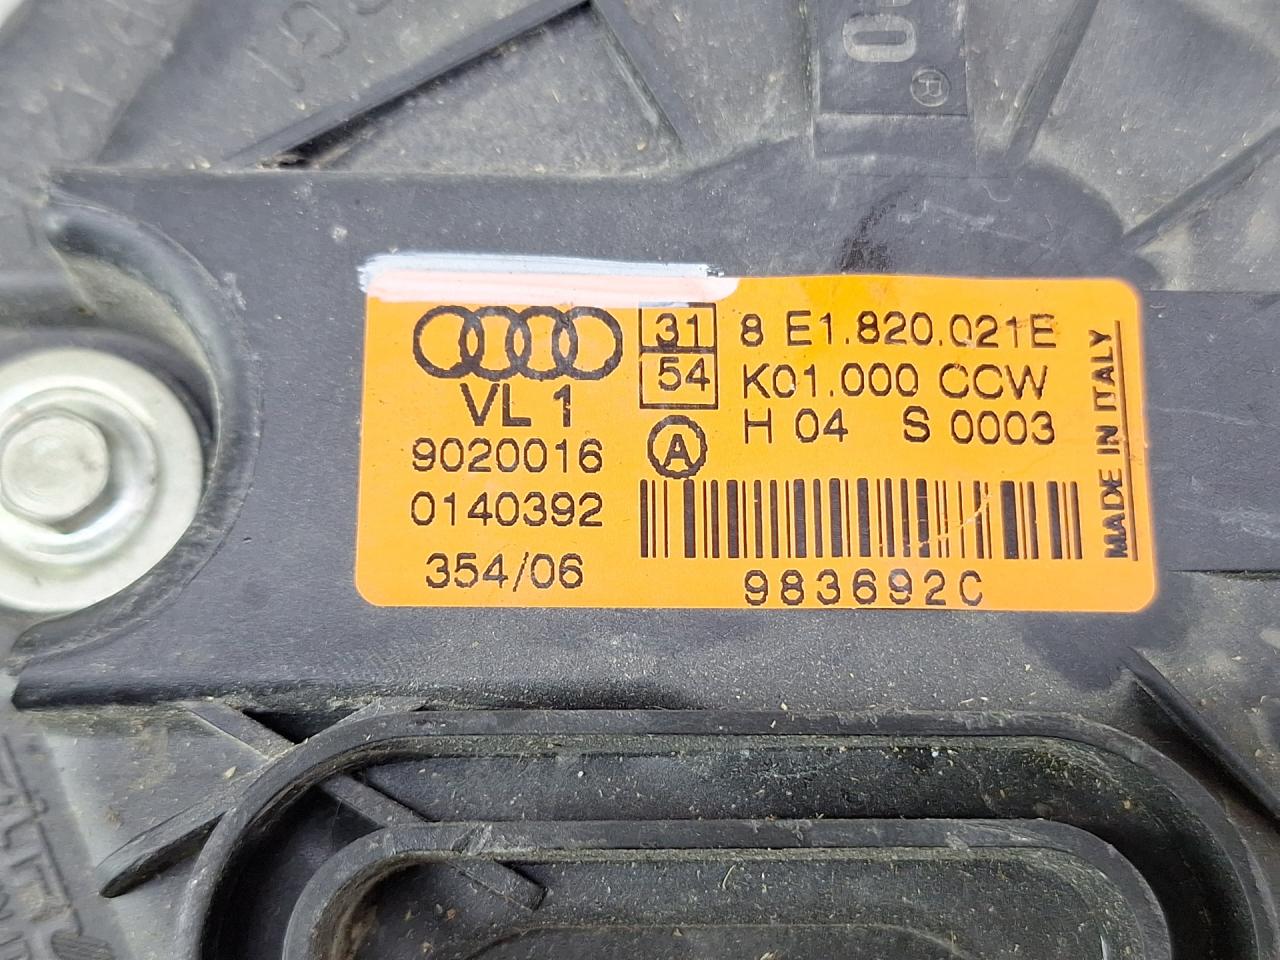 ®
31 8 E1.820.021E
54 K01.000 CCW
VL 1
A H 04 S 0003
9020016
0140392
354/06
983692C
MADE IN ITALY